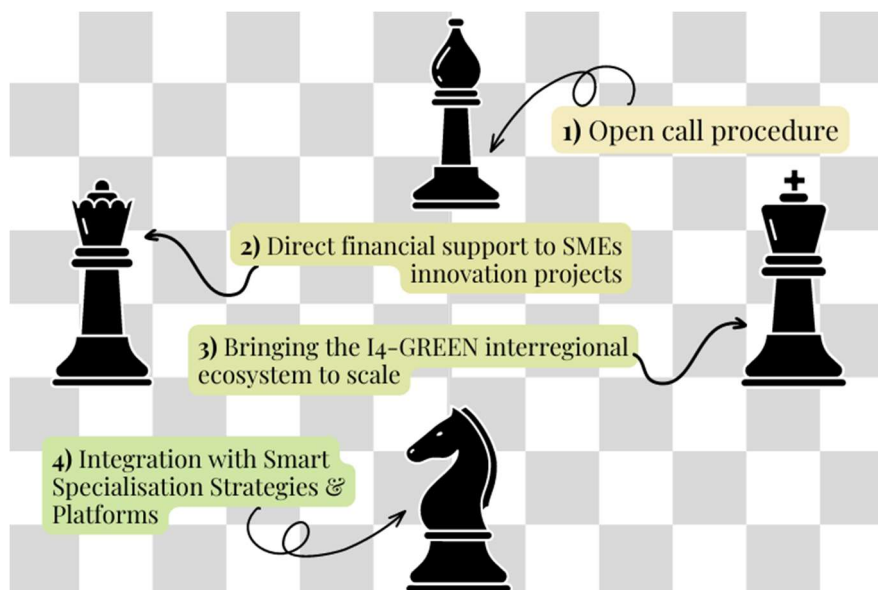 1) Open call procedure
2) Direct financial support to SMEs
innovation projects
3) Bringing the I4-GREEN interregional
ecosystem to scale
4) Integration with Smart
Specialisation Strategies &
Platforms